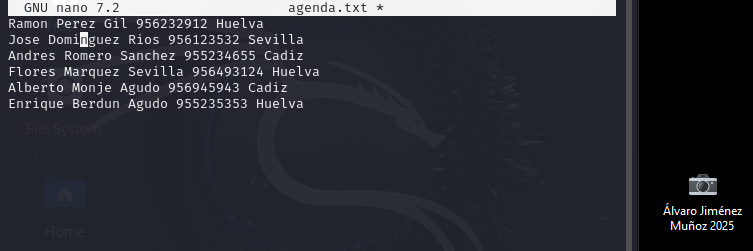 GNU nano 7.2 agenda.txt *
Ramon Perez Gil 956232912 Huelva
Jose Dominguez Rios 956123532 Sevilla
Andres Romero Sanchez 955234655 Cadiz
Flores Marquez Sevilla 956493124 Huelva
Alberto Monje Agudo 956945943 Cadiz
Enrique Berdun Agudo 955235353 Huelva
File System
Home
Álvaro Jiménez
Muñoz 2025